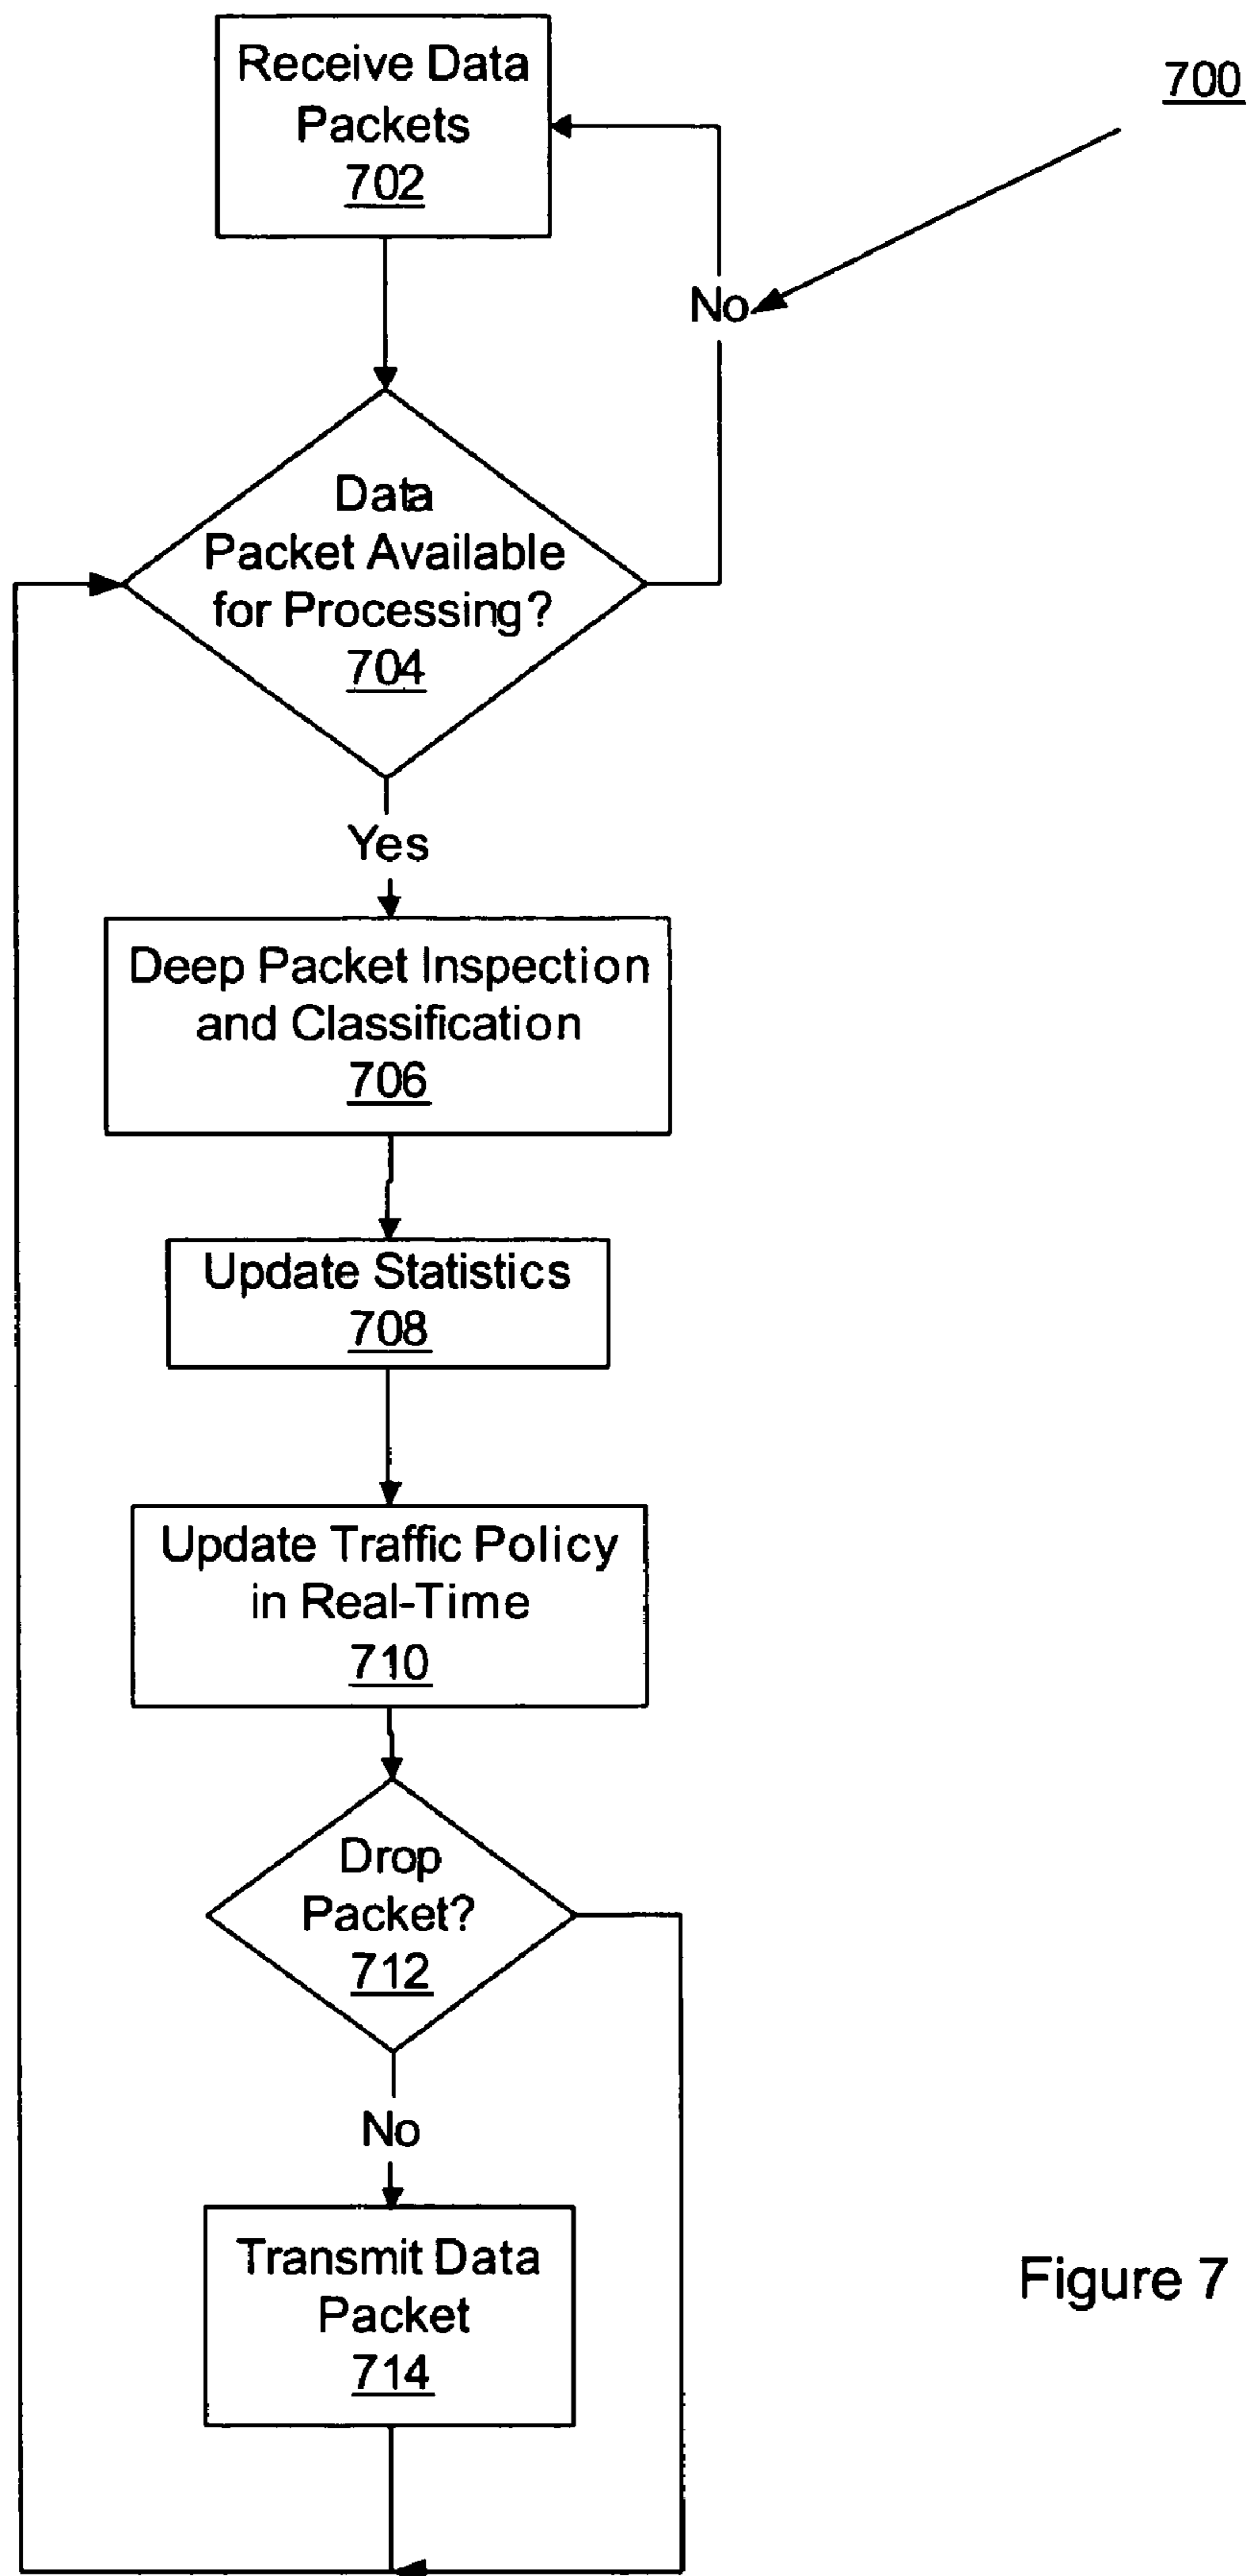 Receive Data
Packets
702
700
No
Data
Packet Available
for Processing?
704
Yes
Deep Packet Inspection
and Classification
706
Update Statistics
708
Update Traffic Policy
in Real-Time
710
Drop
Packet?
712
No
Transmit Data
Packet
714
Figure 7